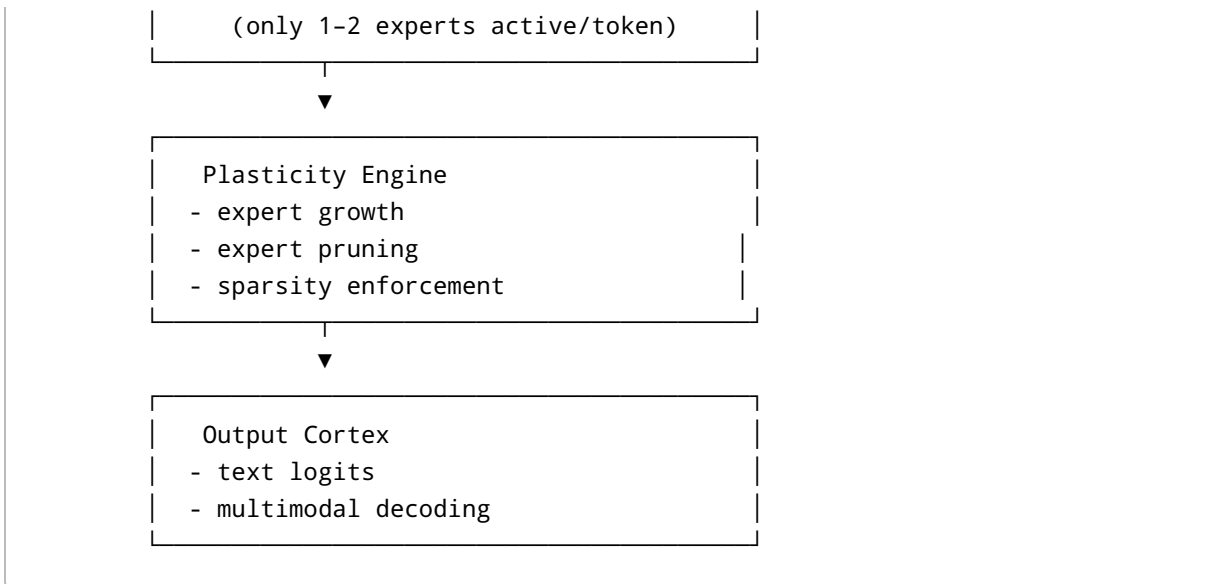 (only 1–2 experts active/token)
▼
Plasticity Engine
- expert growth
- expert pruning
- sparsity enforcement
▼
Output Cortex
- text logits
- multimodal decoding